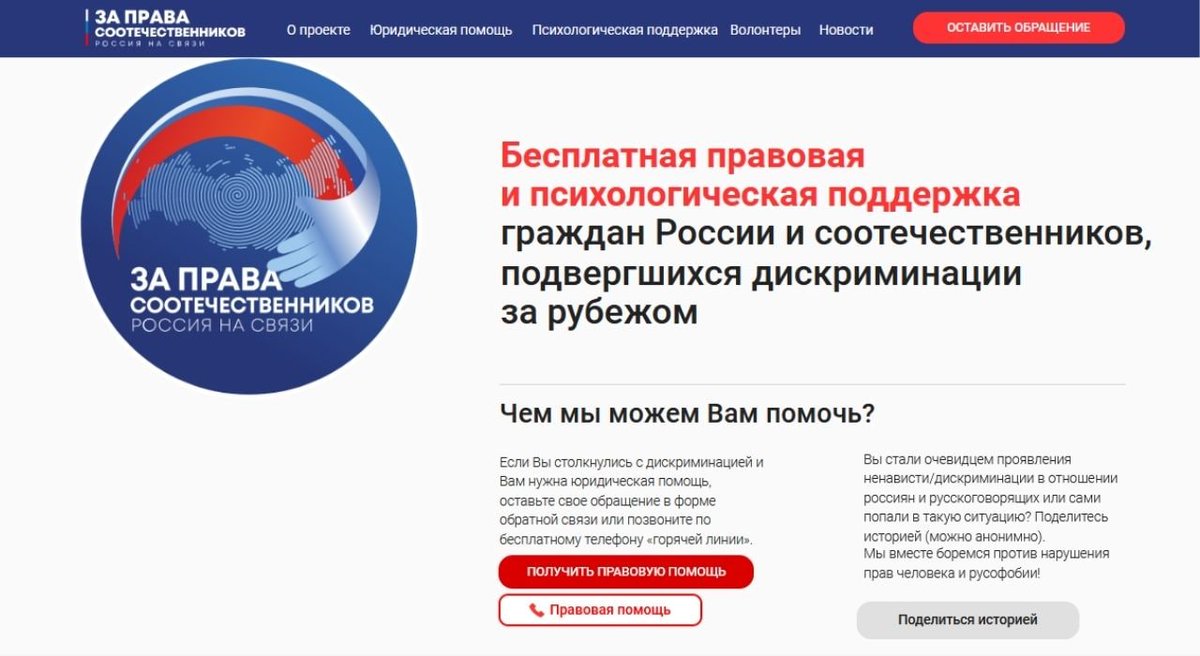 ЗА ПРАВА
СООТЕЧЕСТВЕННИКОВ
РОССИЯ НА СВЯЗИ
О проекте Юридическая помощь Психологическая поддержка Волонтеры Новости
ОСТАВИТЬ ОБРАЩЕНИЕ
ЗА ПРАВА
СООТЕЧЕСТВЕННИКОВ
РОССИЯ НА СВЯЗИ
Бесплатная правовая
и психологическая поддержка
граждан России и соотечественников,
подвергшихся дискриминации
за рубежом
Чем мы можем Вам помочь?
Если Вы столкнулись с дискриминацией и
Вам нужна юридическая помощь,
оставьте свое обращение в форме
обратной связи или позвоните по
бесплатному телефону «горячей линии».
ПОЛУЧИТЬ ПРАВОВУЮ ПОМОЩЬ
Правовая помощь
Вы стали очевидцем проявления
ненависти/дискриминации в отношении
россиян и русскоговорящих или сами
попали в такую ситуацию? Поделитесь
историей (можно анонимно).
Мы вместе боремся против нарушения
прав человека и русофобии!
Поделиться историей